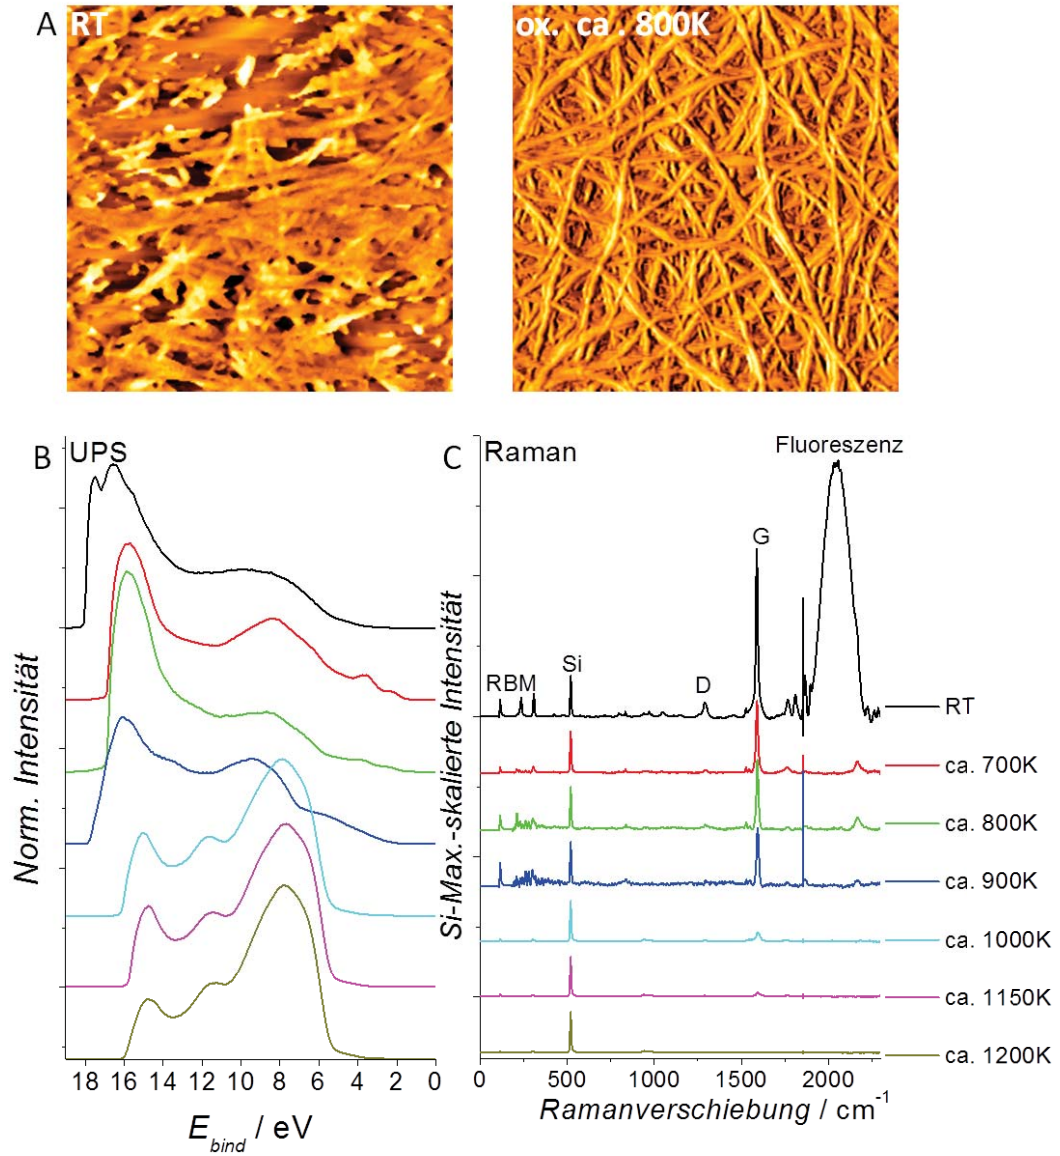 A RT
ox. ca. 800K
B UPS
Norm. Intensität
18 16 14 12 10 8 6 4 2 0
E_bind / eV
C Raman
Fluoreszenz
G
Si
RBM
D
Si-Max.-skalierte Intensität
RT
ca. 700K
ca. 800K
ca. 900K
ca. 1000K
ca. 1150K
ca. 1200K
0 500 1000 1500 2000
Ramanverschiebung / cm⁻¹